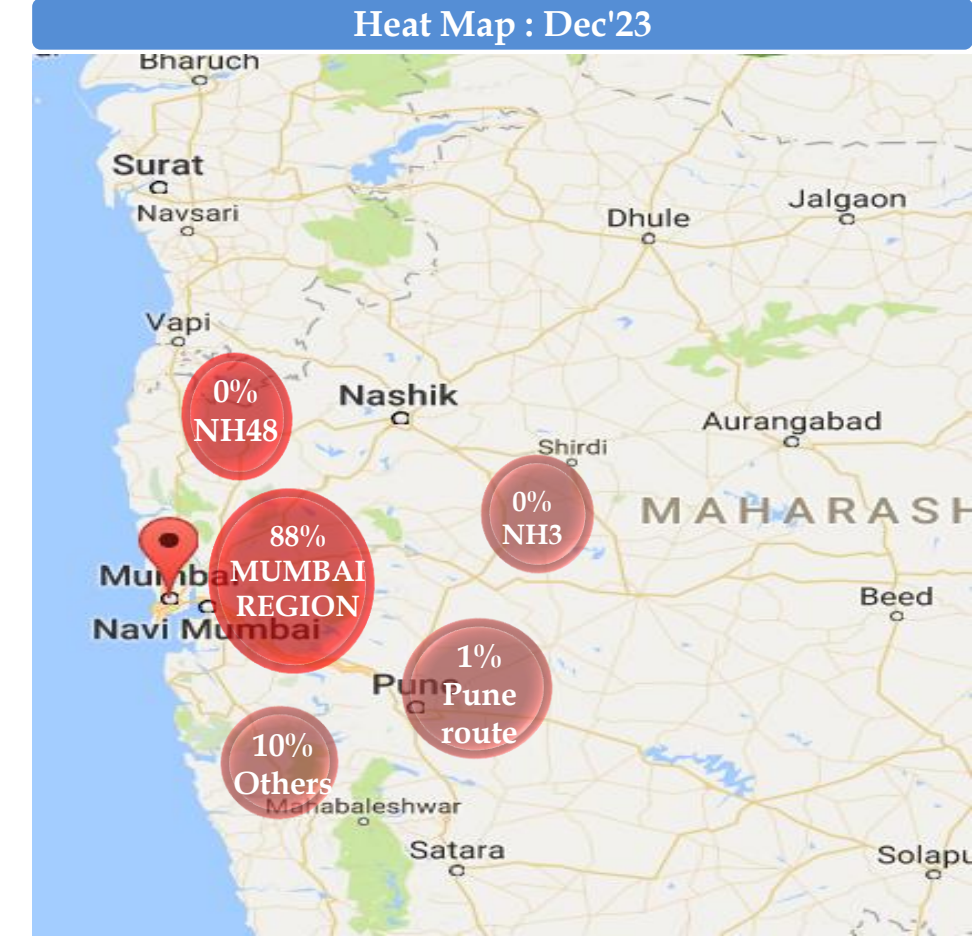 Heat Map : Dec'23
Bharuch
Surat
Navsari
Dhule
Jalgaon
Vapi
0%
NH48
Nashik
Aurangabad
Shirdi
0%
NH3
MAHARASH
88%
MUMBAI
REGION
Mumbai
Navi Mumbai
Beed
1%
Pune
route
Pune
10%
Others
Mahabaleshwar
Satara
Solapu